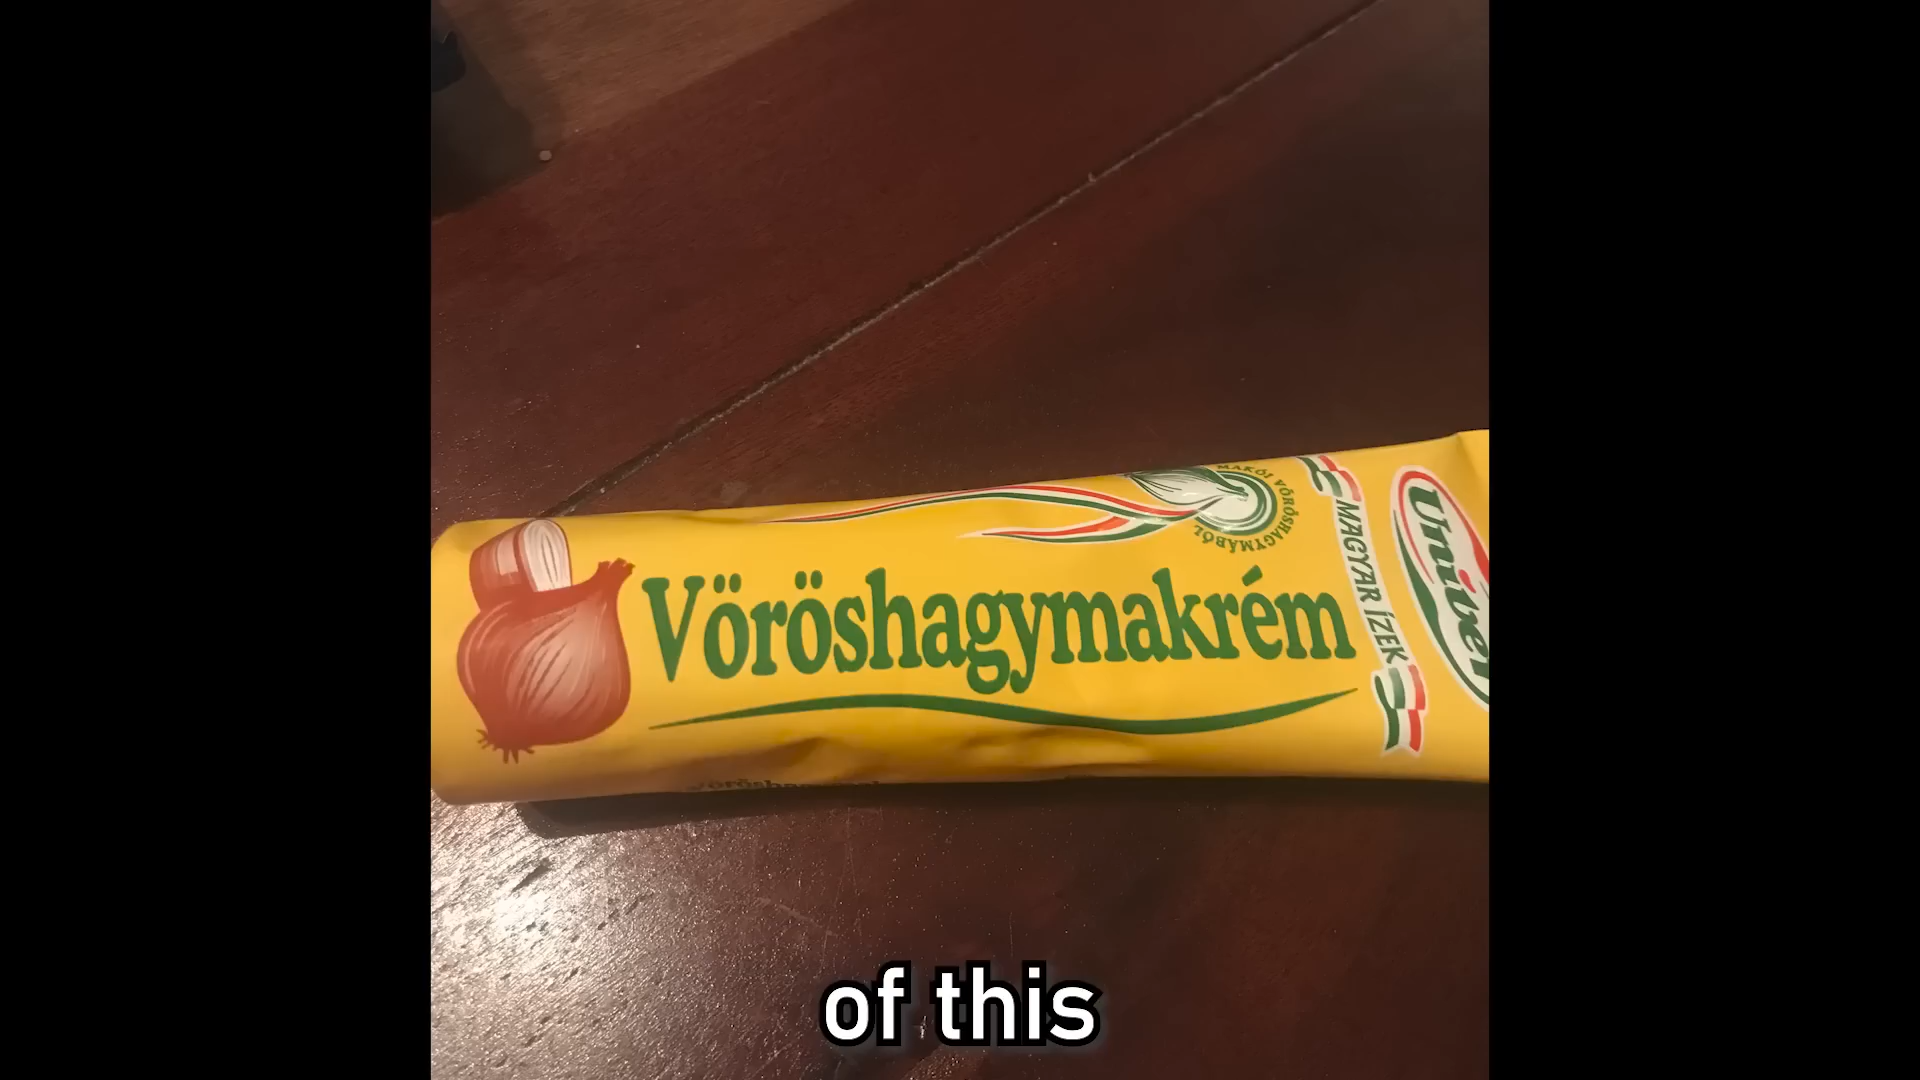 MAKÓI VÖRÖSHAGYMÁBÓL
MAGYAR ÍZEK
Univer
Vöröshagymakrém
of this